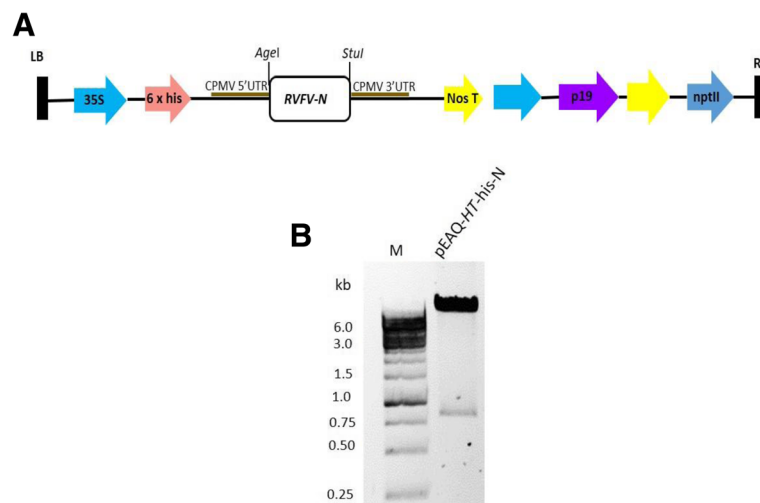 A
LB
AgeI
StuI
R
35S
6 x his
CPMV 5'UTR
RVFV-N
CPMV 3'UTR
Nos T
p19
nptII
B
M
pEAQ-HT-his-N
kb
6.0
3.0
1.5
1.0
0.75
0.50
0.25